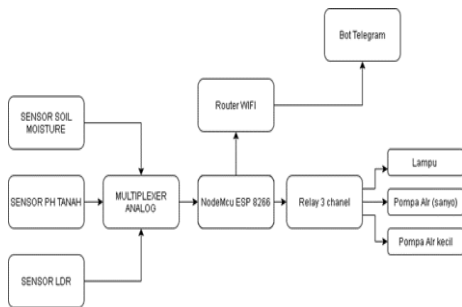 Bot Telegram
Router WIFI
SENSOR SOIL
MOISTURE
SENSOR PH TANAH
MULTIPLEXER
ANALOG
NodeMcu ESP 8266
Relay 3 chanel
Lampu
Pompa Air (sanyo)
Pompa AIr kecil
SENSOR LDR